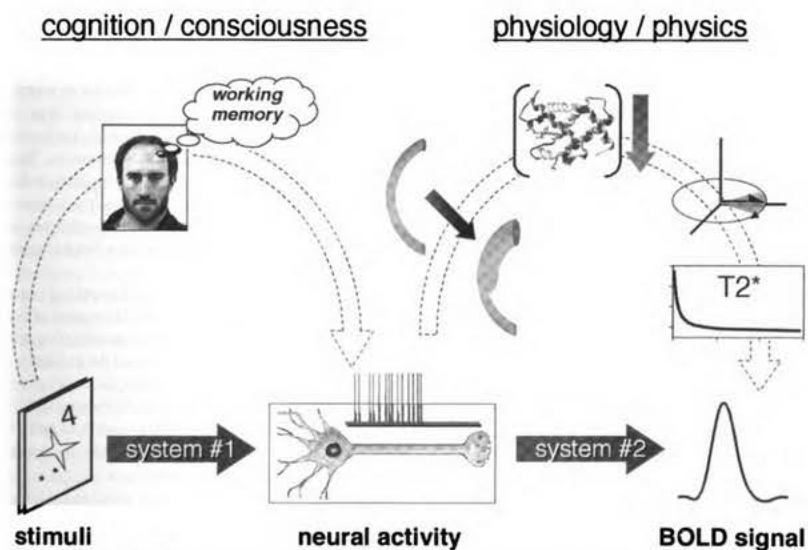 cognition / consciousness
physiology / physics
working
memory
T2*
4
system #1
system #2
stimuli
neural activity
BOLD signal